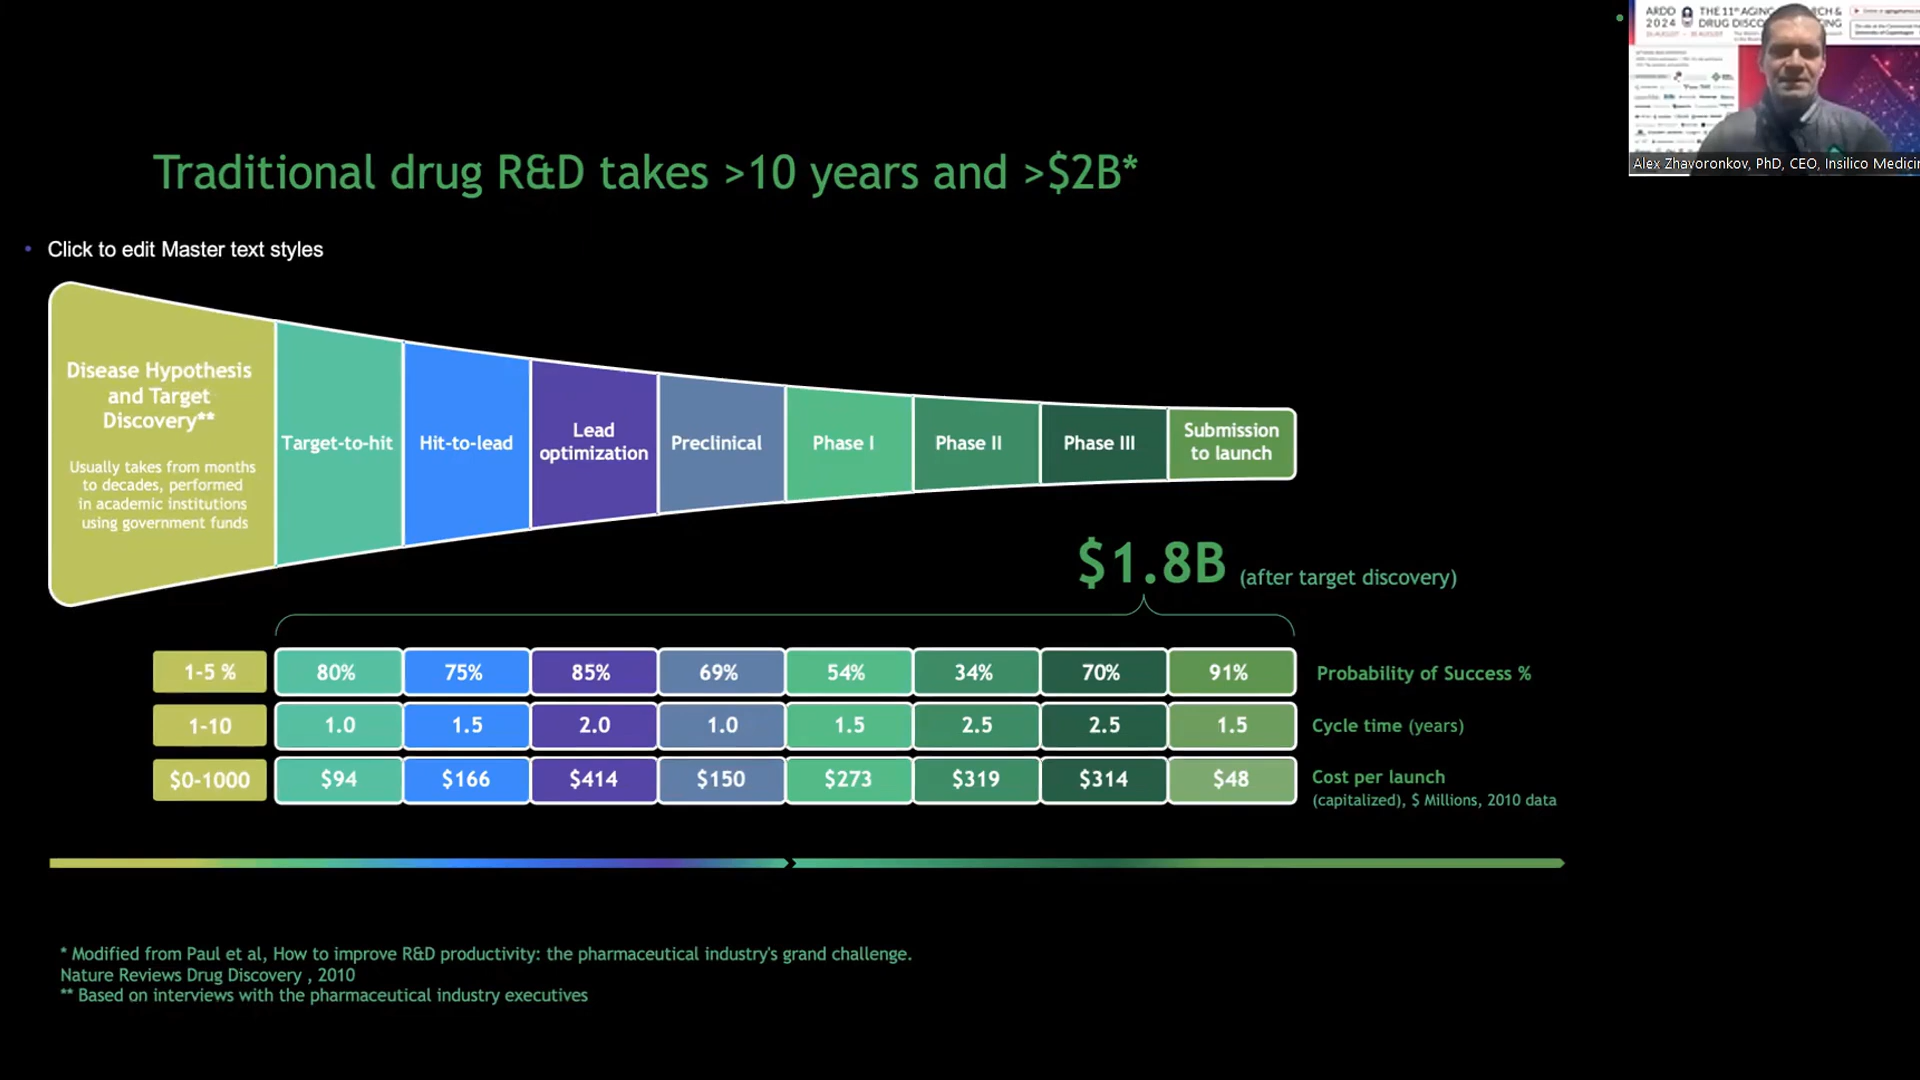 ARDD
2024
THE 11th AGING
DRUG
Traditional drug R&D takes >10 years and >$2B*
Alex Zhavoronkov, PhD, CEO, Insilico Medicin
• Click to edit Master text styles
Disease Hypothesis
and Target
Discovery**
Usually takes from months
to decades, performed
in academic institutions
using government funds
Target-to-hit
Hit-to-lead
Lead
optimization
Preclinical
Phase I
Phase II
Phase III
Submission
to launch
$1.8B (after target discovery)
1-5 % 80% 75% 85% 69% 54% 34% 70% 91% Probability of Success %
1-10 1.0 1.5 2.0 1.0 1.5 2.5 2.5 1.5 Cycle time (years)
$0-1000 $94 $166 $414 $150 $273 $319 $314 $48 Cost per launch
(capitalized), $ Millions, 2010 data
* Modified from Paul et al, How to improve R&D productivity: the pharmaceutical industry's grand challenge.
Nature Reviews Drug Discovery , 2010
** Based on interviews with the pharmaceutical industry executives